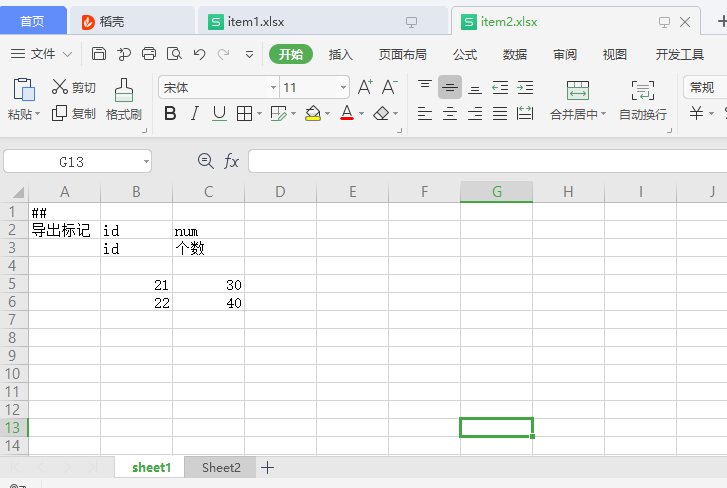 首页 稻壳 S item1.xlsx S item2.xlsx
文件 开始 插入 页面布局 公式 数据 审阅 视图 开发工具
剪切 宋体 11 A+ A- 常规
粘贴 复制 格式刷 B I U A 合并居中 自动换行 ¥
G13 fx
A B C D E F G H I J
1 ##
2 导出标记 id num
3 id 个数
4
5 21 30
6 22 40
7
8
9
10
11
12
13
14
sheet1 Sheet2 +